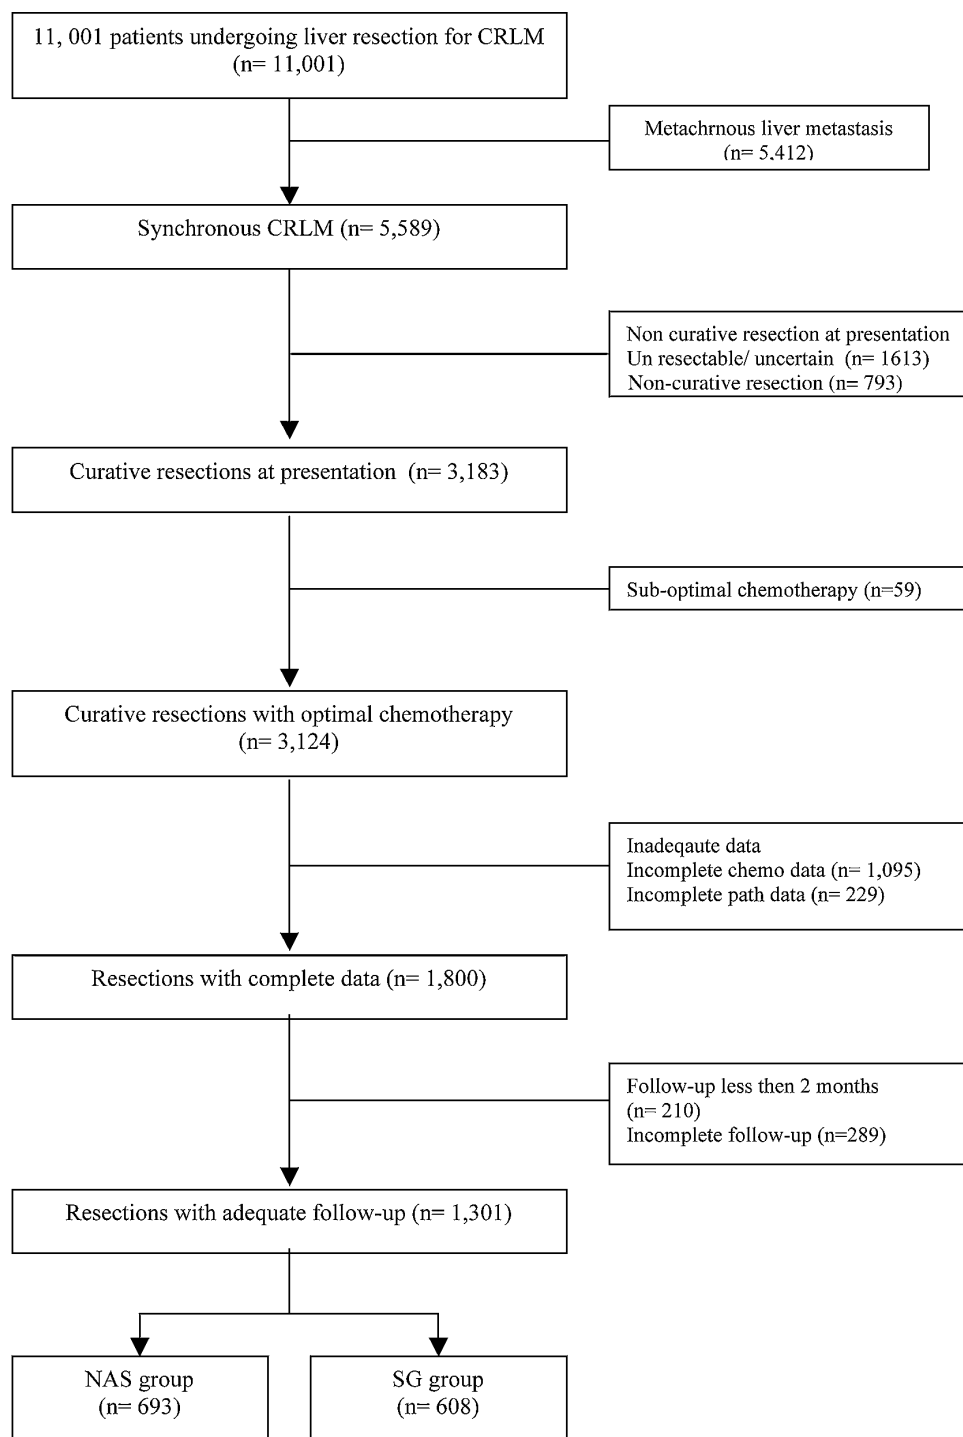 11, 001 patients undergoing liver resection for CRLM
(n= 11,001)
Metachrnous liver metastasis
(n= 5,412)
Synchronous CRLM (n= 5,589)
Non curative resection at presentation
Un resectable/ uncertain (n= 1613)
Non-curative resection (n= 793)
Curative resections at presentation (n= 3,183)
Sub-optimal chemotherapy (n=59)
Curative resections with optimal chemotherapy
(n= 3,124)
Inadeqaute data
Incomplete chemo data (n= 1,095)
Incomplete path data (n= 229)
Resections with complete data (n= 1,800)
Follow-up less then 2 months
(n= 210)
Incomplete follow-up (n=289)
Resections with adequate follow-up (n= 1,301)
NAS group
(n= 693)
SG group
(n= 608)